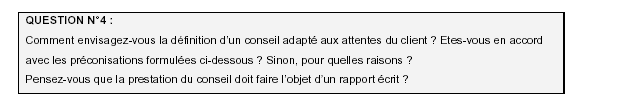 QUESTION N°4 :
Comment envisagez-vous la définition d'un conseil adapté aux attentes du client ? Etes-vous en accord
avec les préconisations formulées ci-dessous ? Sinon, pour quelles raisons ?
Pensez-vous que la prestation du conseil doit faire l'objet d'un rapport écrit ?